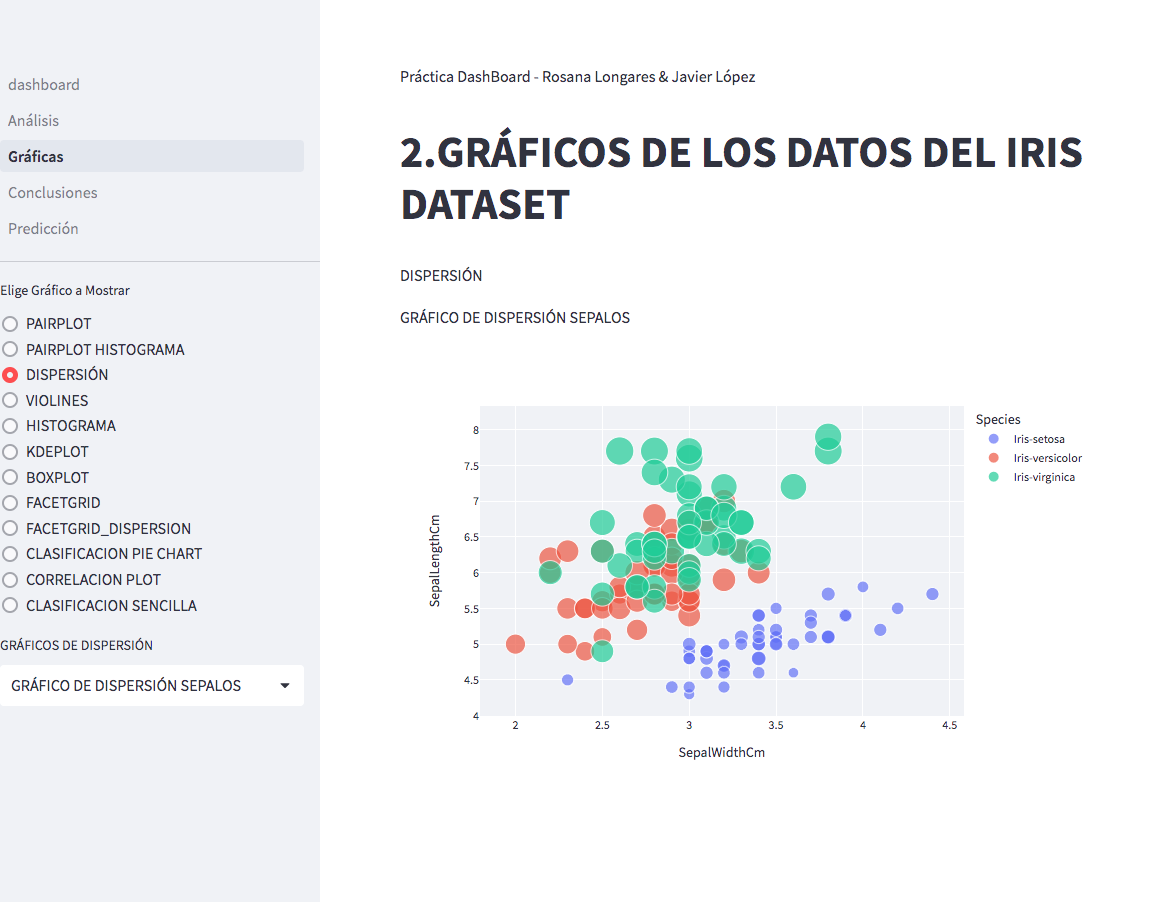 dashboard
Análisis
Gráficas
Conclusiones
Predicción
Elige Gráfico a Mostrar
PAIRPLOT
PAIRPLOT HISTOGRAMA
DISPERSIÓN
VIOLINES
HISTOGRAMA
KDEPLOT
BOXPLOT
FACETGRID
FACETGRID_DISPERSION
CLASIFICACION PIE CHART
CORRELACION PLOT
CLASIFICACION SENCILLA
GRÁFICOS DE DISPERSIÓN
GRÁFICO DE DISPERSIÓN SEPALOS
Práctica DashBoard - Rosana Longares & Javier López
2.GRÁFICOS DE LOS DATOS DEL IRIS
DATASET
DISPERSIÓN
GRÁFICO DE DISPERSIÓN SEPALOS
Species
Iris-setosa
Iris-versicolor
Iris-virginica
SepalLengthCm
8
7.5
7
6.5
6
5.5
5
4.5
4
2 2.5 3 3.5 4 4.5
SepalWidthCm